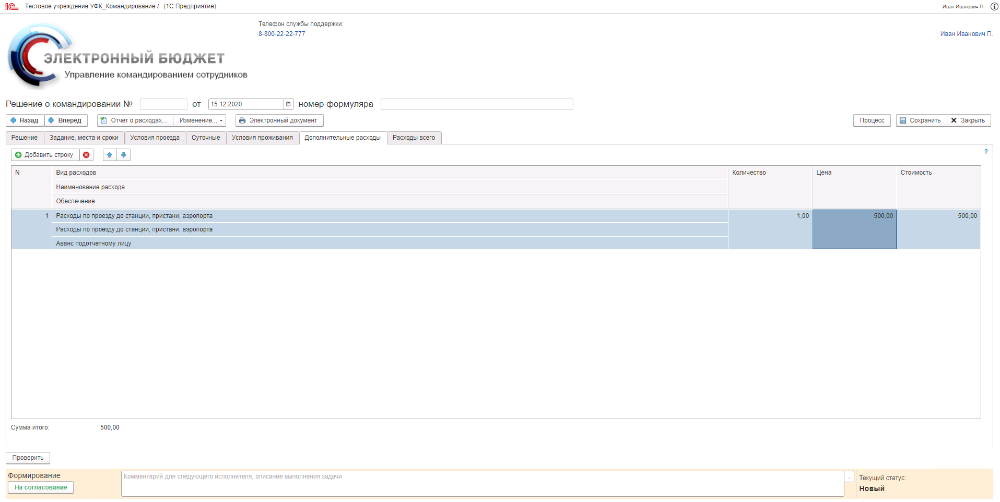 1С Тестовое учреждение УФК_Командирование / (1С:Предприятие) Иван Иванович П. i
Телефон службы поддержки:
8-800-22-22-777 Иван Иванович П.
ЭЛЕКТРОННЫЙ БЮДЖЕТ
Управление командированием сотрудников
Решение о командировании № от 15.12.2020 номер формуляра
Назад Вперед Отчет о расходах... Изменение... Электронный документ Процесс Сохранить Закрыть
Решение Задание, места и сроки Условия проезда Суточные Условия проживания Дополнительные расходы Расходы всего
Добавить строку ?
N Вид расходов Количество Цена Стоимость
Наименование расхода
Обеспечение
1 Расходы по проезду до станции, пристани, аэропорта 1,00 500,00 500,00
Расходы по проезду до станции, пристани, аэропорта
Аванс подотчетному лицу
Сумма итого: 500,00
Проверить
Формирование Комментарий для следующего исполнителя, описание выполнения задачи ... Текущий статус:
На согласование Новый